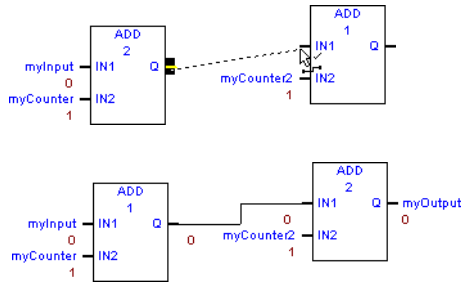 ADD
1
ADD
2
IN1 Q
myInput IN1 Q
0
myCounter2 IN2
1
myCounter IN2
1
ADD
2
ADD
1
IN1 Q myOutput
0 0
myInput IN1 Q
0 0
myCounter2 IN2
1
myCounter IN2
1